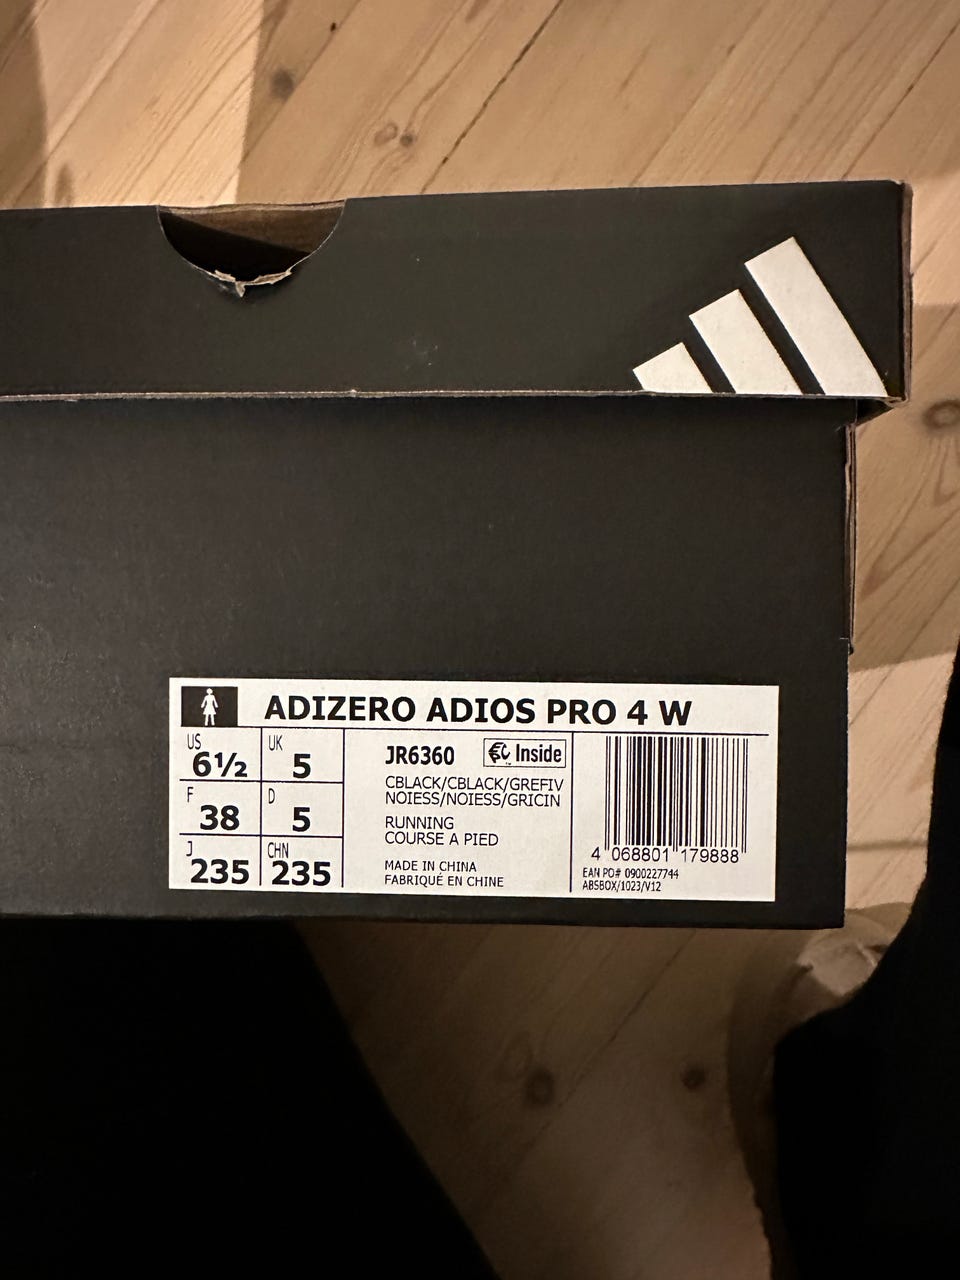 ADIZERO ADIOS PRO 4 W
US
6½
UK
5
F
38
D
5
J
235
CHN
235
JR6360
Inside
CBLACK/CBLACK/GREFIV
NOIESS/NOIESS/GRICIN
RUNNING
COURSE A PIED
MADE IN CHINA
FABRIQUÉ EN CHINE
4 068801 179888
EAN PO# 0900227744
ABSBOX/1023/V12